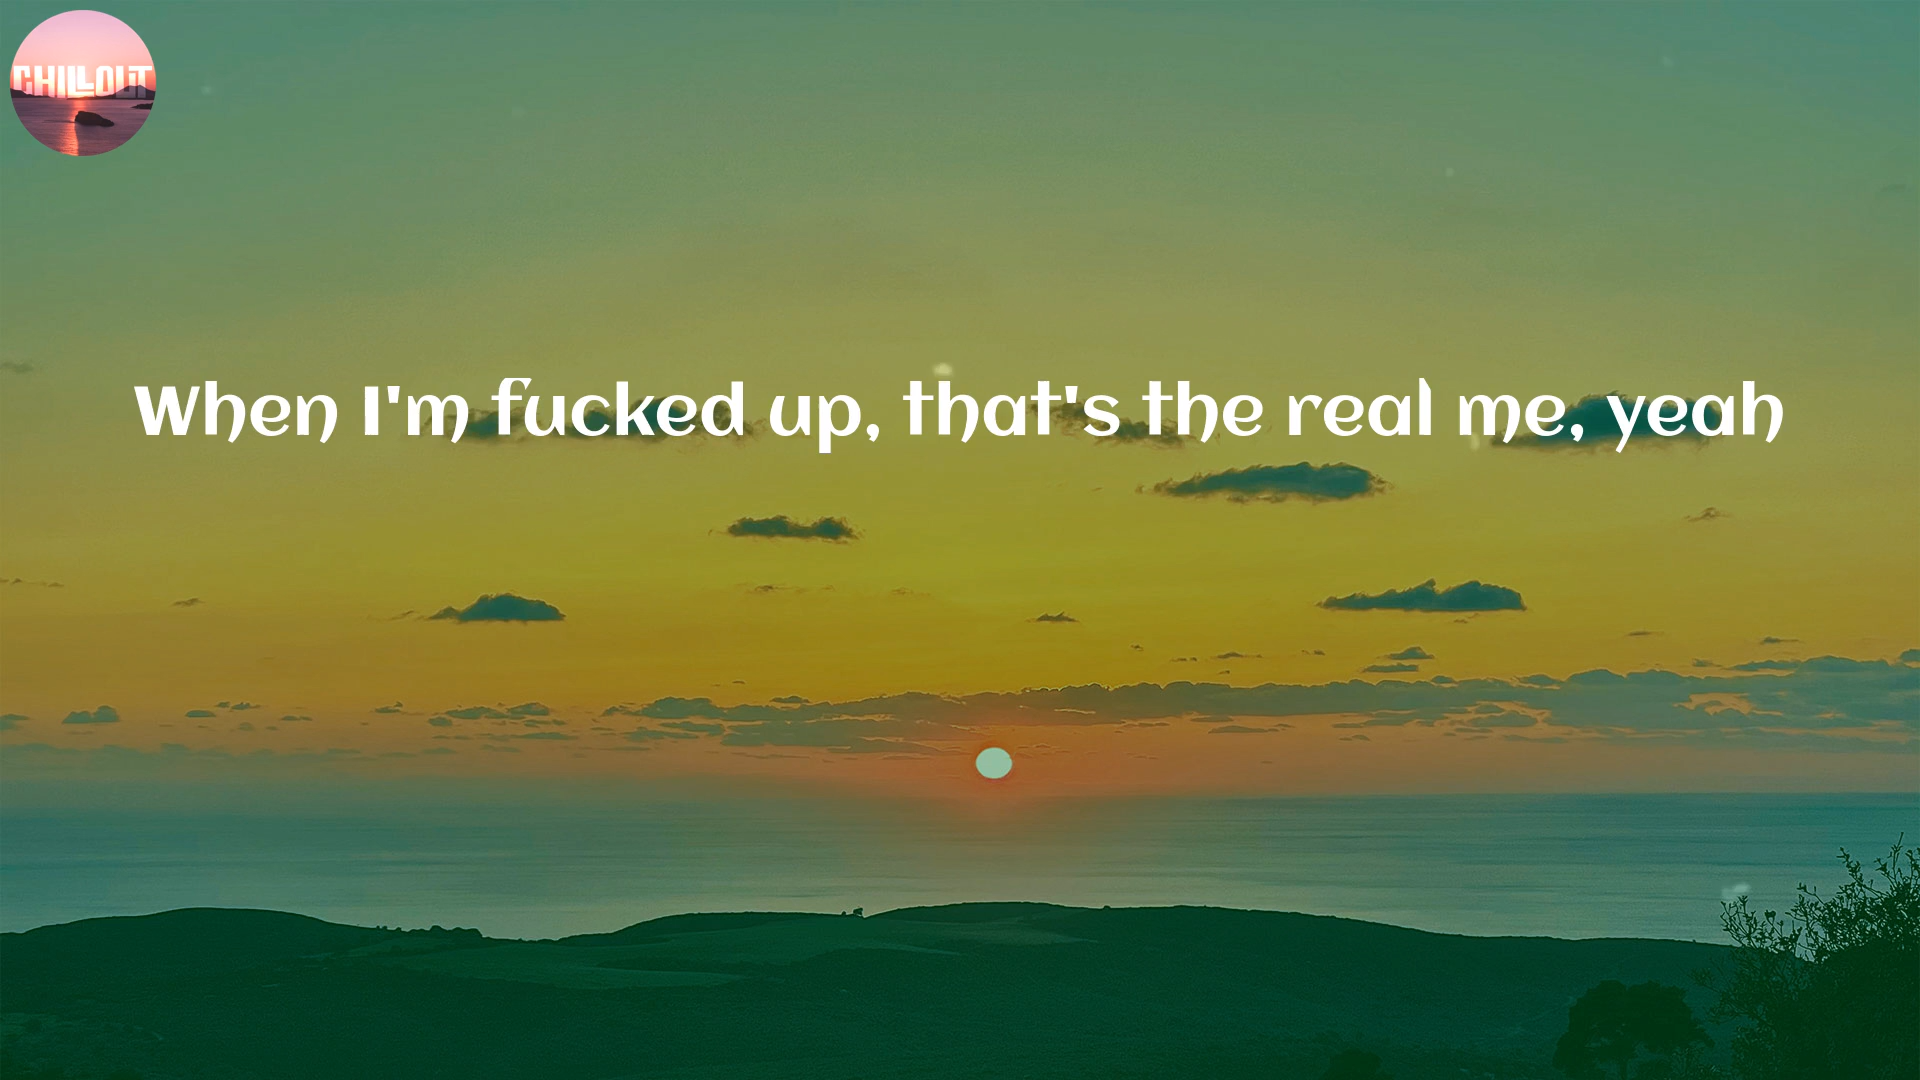 CHILLOUT
When I'm fucked up, that's the real me, yeah